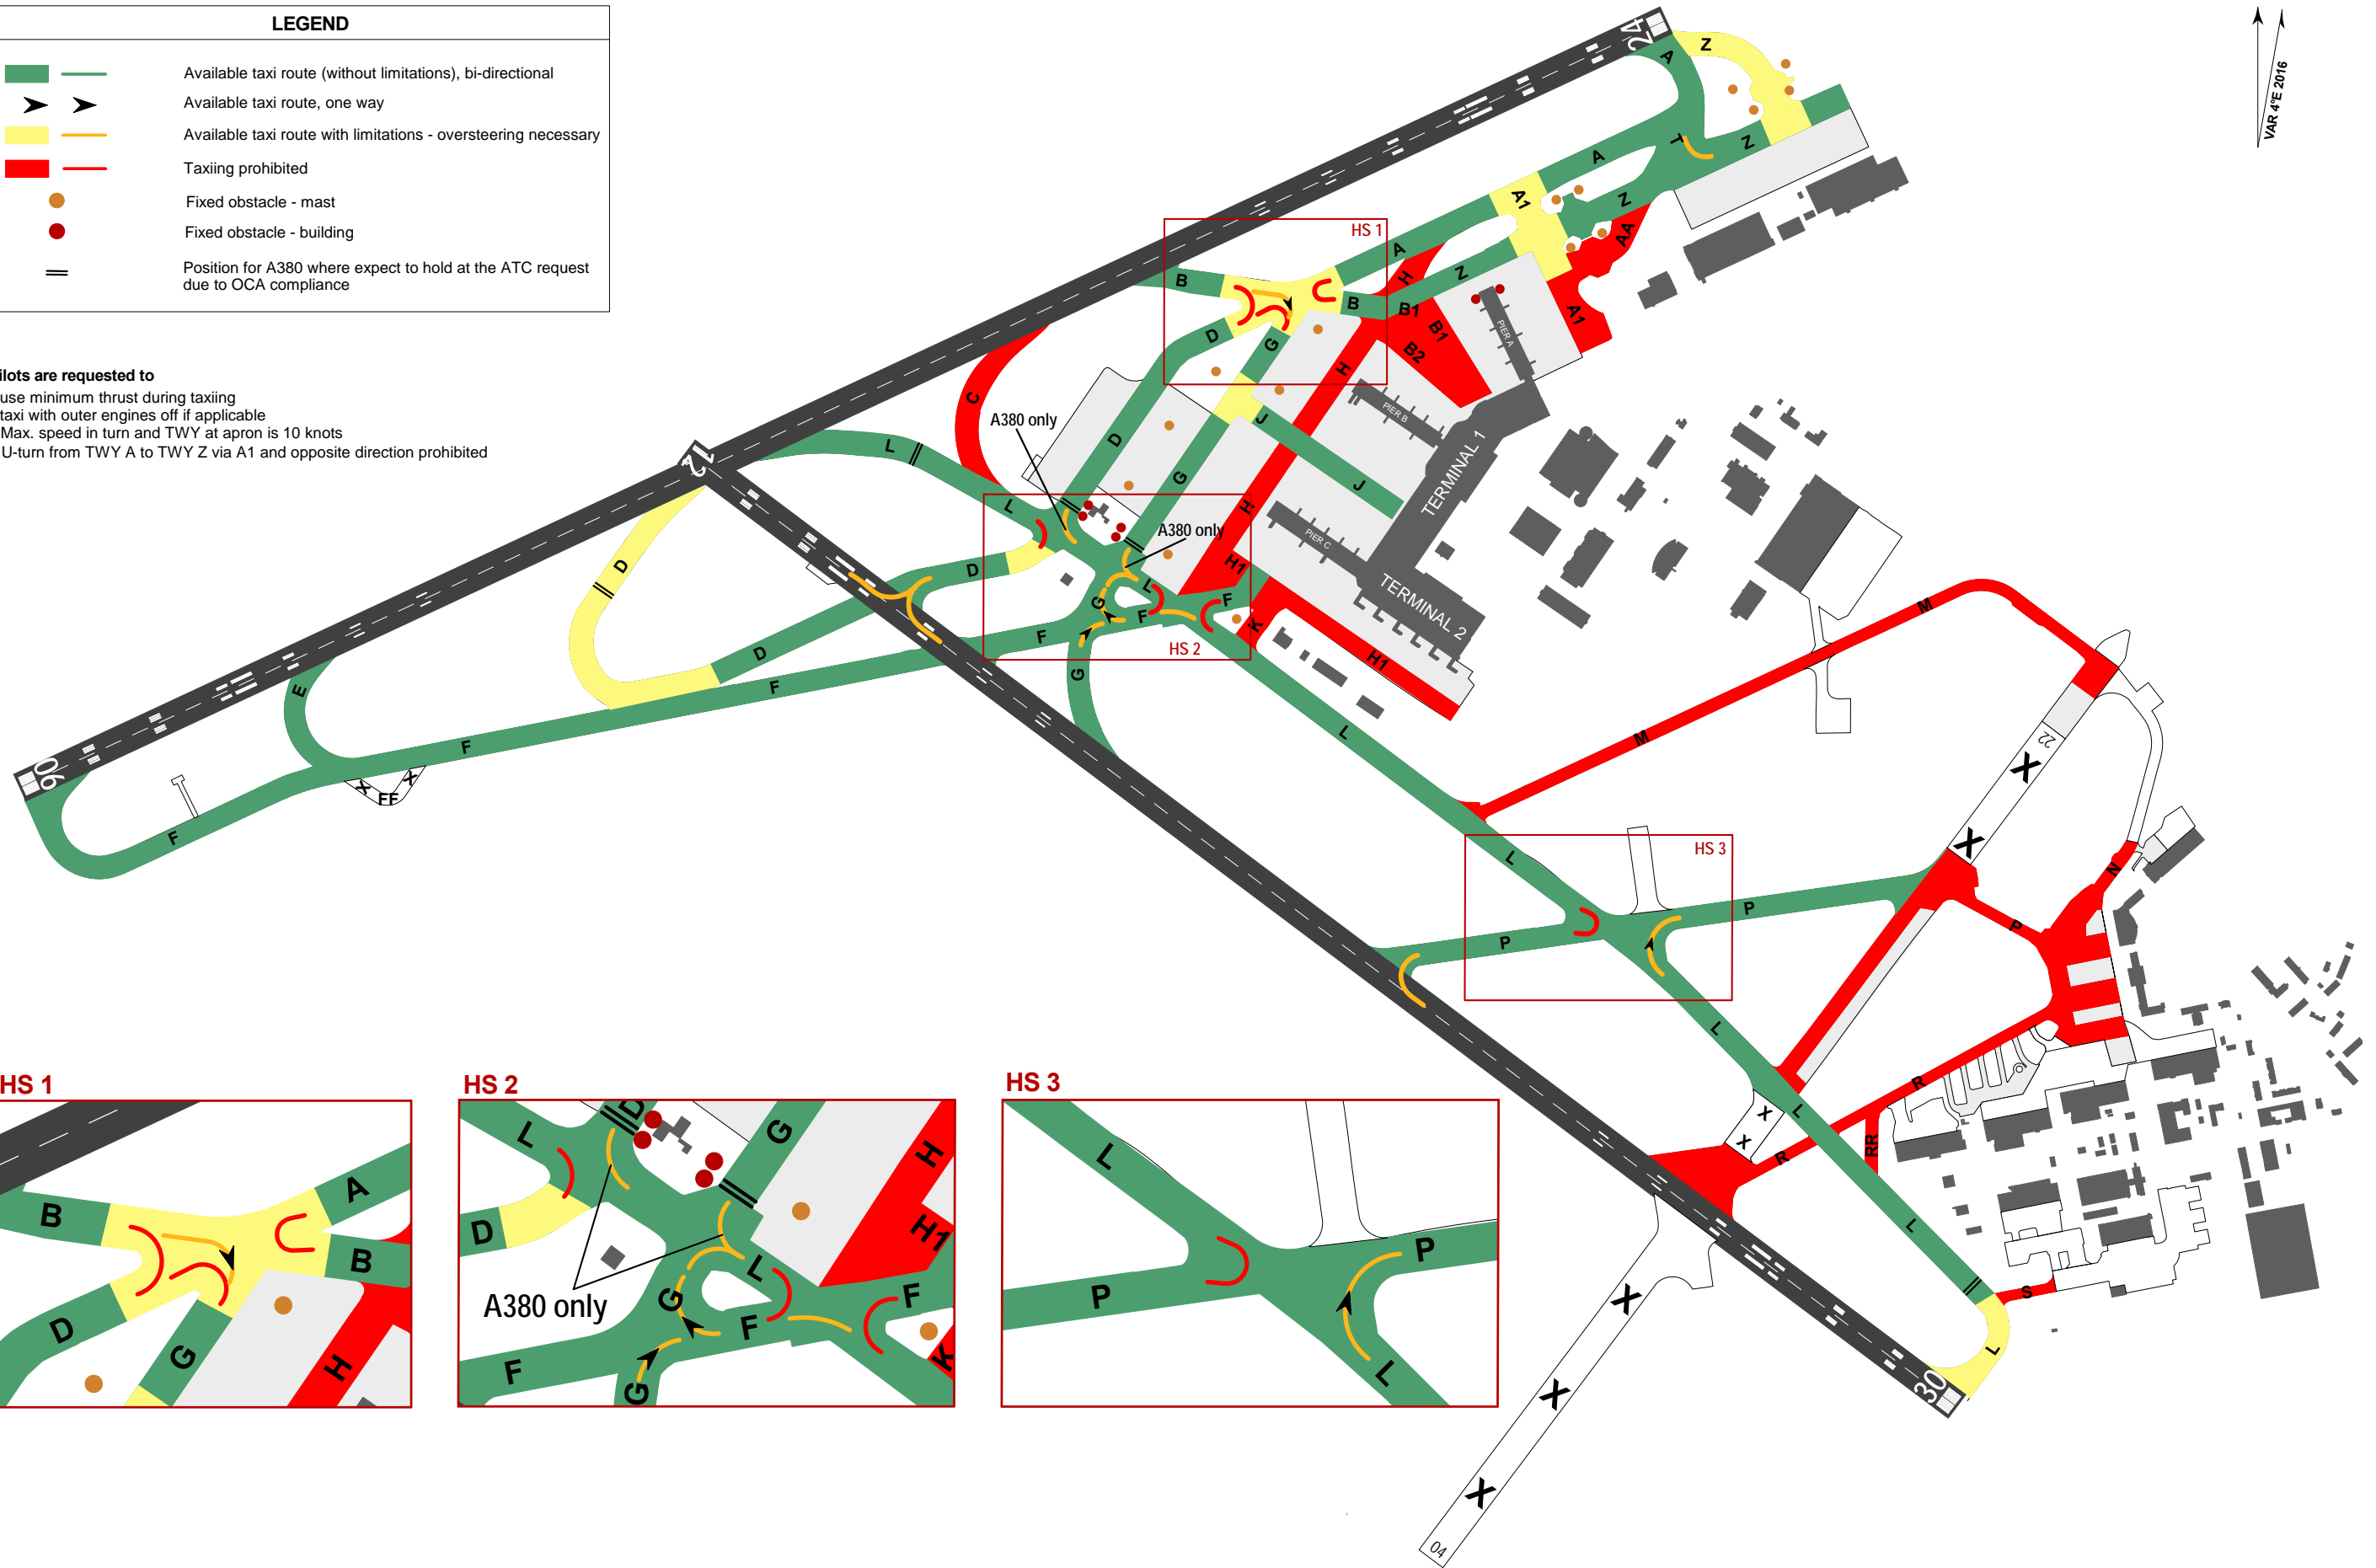 LEGEND
Available taxi route (without limitations), bi-directional
Available taxi route, one way
Available taxi route with limitations - oversteering necessary
Taxiing prohibited
Fixed obstacle - mast
Fixed obstacle - building
Position for A380 where expect to hold at the ATC request
due to OCA compliance
ilots are requested to
use minimum thrust during taxiing
taxi with outer engines off if applicable
Max. speed in turn and TWY at apron is 10 knots
U-turn from TWY A to TWY Z via A1 and opposite direction prohibited
VAR 4°E 2016
24
A
Z
T
Z
A
A1
Z
AA
A1
HS 1
A
H
Z
B
B
B1
B1
B2
D
G
H
PIER A
PIER B
J
J
TERMINAL 1
C
A380 only
D
G
L
12
L
H
A380 only
PIER C
H1
TERMINAL 2
L
F
K
H1
G
F
F
HS 2
G
D
D
D
F
E
F
06
F
X
FF
X
L
M
M
22
X
X
HS 3
L
P
P
N
P
L
R
X
X
L
R
RR
L
S
L
30
X
X
X
04
HS 1
B
A
B
D
G
H
HS 2
L
D
G
H
D
H1
L
G
F
F
A380 only
F
G
K
HS 3
L
P
P
L